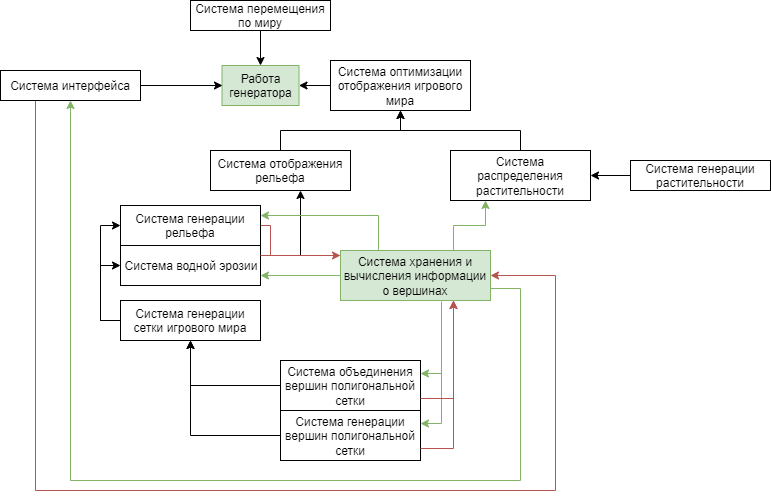 Система перемещения
по миру
Система интерфейса
Работа
генератора
Система оптимизации
отображения игрового
мира
Система отображения
рельефа
Система
распределения
растительности
Система генерации
растительности
Система генерации
рельефа
Система водной эрозии
Система хранения и
вычисления информации
о вершинах
Система генерации
сетки игрового мира
Система объединения
вершин полигональной
сетки
Система генерации
вершин полигональной
сетки